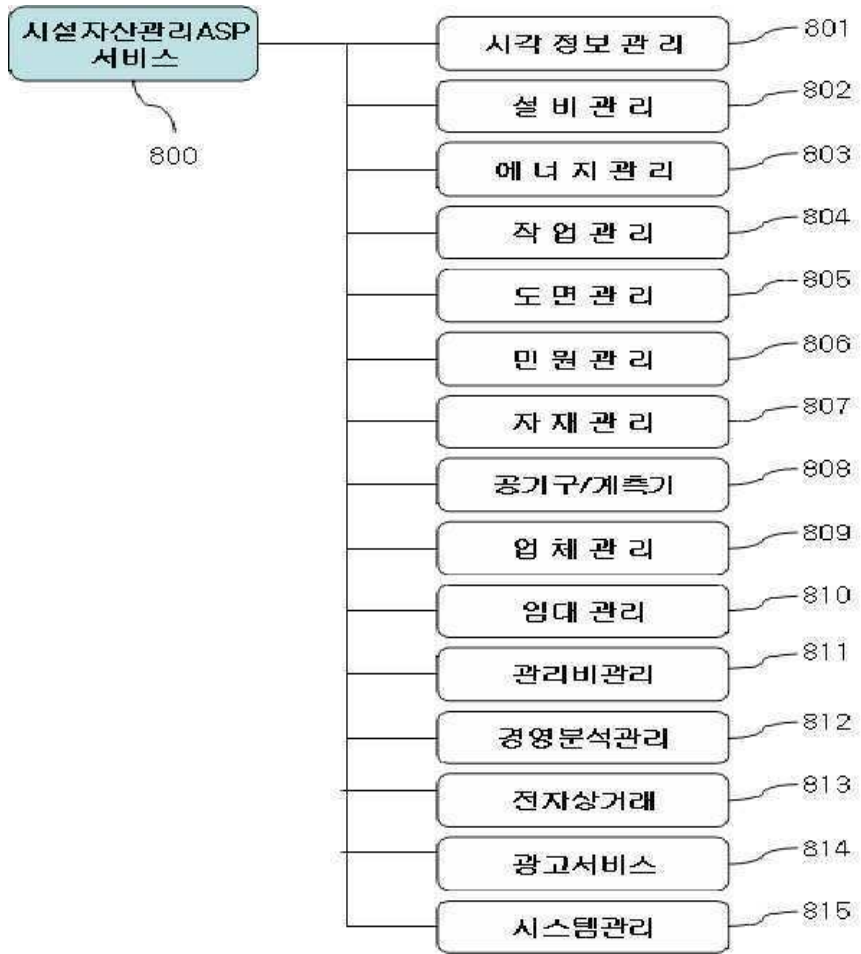 시설자산관리ASP
서비스
800
시각정보관리 801
설비관리 802
에너지관리 803
작업관리 804
도면관리 805
민원관리 806
자재관리 807
공기구/계측기 808
업체관리 809
임대관리 810
관리비관리 811
경영분석관리 812
전자상거래 813
광고서비스 814
시스템관리 815